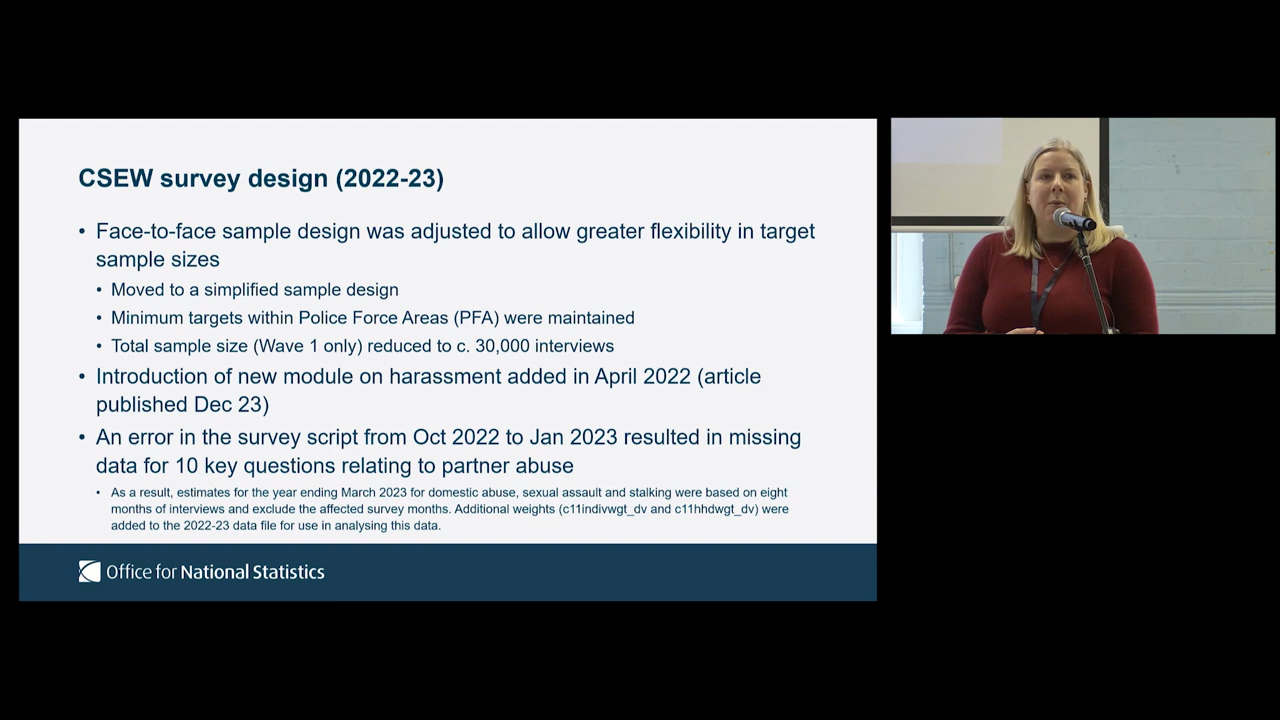 CSEW survey design (2022-23)
• Face-to-face sample design was adjusted to allow greater flexibility in target
sample sizes
• Moved to a simplified sample design
• Minimum targets within Police Force Areas (PFA) were maintained
• Total sample size (Wave 1 only) reduced to c. 30,000 interviews
• Introduction of new module on harassment added in April 2022 (article
published Dec 23)
• An error in the survey script from Oct 2022 to Jan 2023 resulted in missing
data for 10 key questions relating to partner abuse
• As a result, estimates for the year ending March 2023 for domestic abuse, sexual assault and stalking were based on eight
months of interviews and exclude the affected survey months. Additional weights (c11indivwgt_dv and c11hhdwgt_dv) were
added to the 2022-23 data file for use in analysing this data.
Office for National Statistics